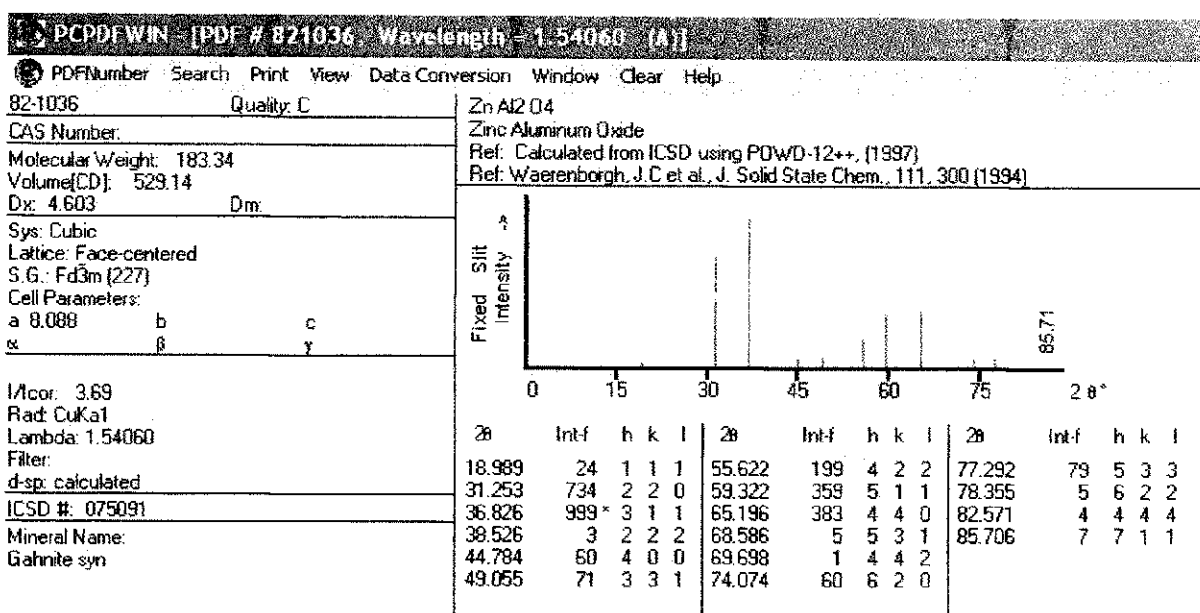 PCPDFWIN - [PDF # 821036, Wavelength = 1.54060 (A)]
PDFNumber Search Print View Data Conversion Window Clear Help
82-1036 Quality: C
CAS Number:
Molecular Weight: 183.34
Volume[CD]: 529.14
Dx: 4.603 Dm:
Sys: Cubic
Lattice: Face-centered
S.G.: Fd3̅m (227)
Cell Parameters:
a 8.088 b c
α β γ
I/Icor: 3.69
Rad: CuKa1
Lambda: 1.54060
Filter:
d-sp: calculated
ICSD #: 075091
Mineral Name:
Gahnite syn
Zn Al2 O4
Zinc Aluminum Oxide
Ref: Calculated from ICSD using POWD-12++, (1997)
Ref: Waerenborgh, J.C et al., J. Solid State Chem., 111, 300 (1994)
Fixed Slit
Intensity ->
85.71
0 15 30 45 60 75 2 θ°
2θ Int-f h k l 2θ Int-f h k l 2θ Int-f h k l
18.989 24 1 1 1 55.622 199 4 2 2 77.292 79 5 3 3
31.253 734 2 2 0 59.322 359 5 1 1 78.355 5 6 2 2
36.826 999 * 3 1 1 65.196 383 4 4 0 82.571 4 4 4 4
38.526 3 2 2 2 68.586 5 5 3 1 85.706 7 7 1 1
44.784 60 4 0 0 69.698 1 4 4 2
49.055 71 3 3 1 74.074 60 6 2 0